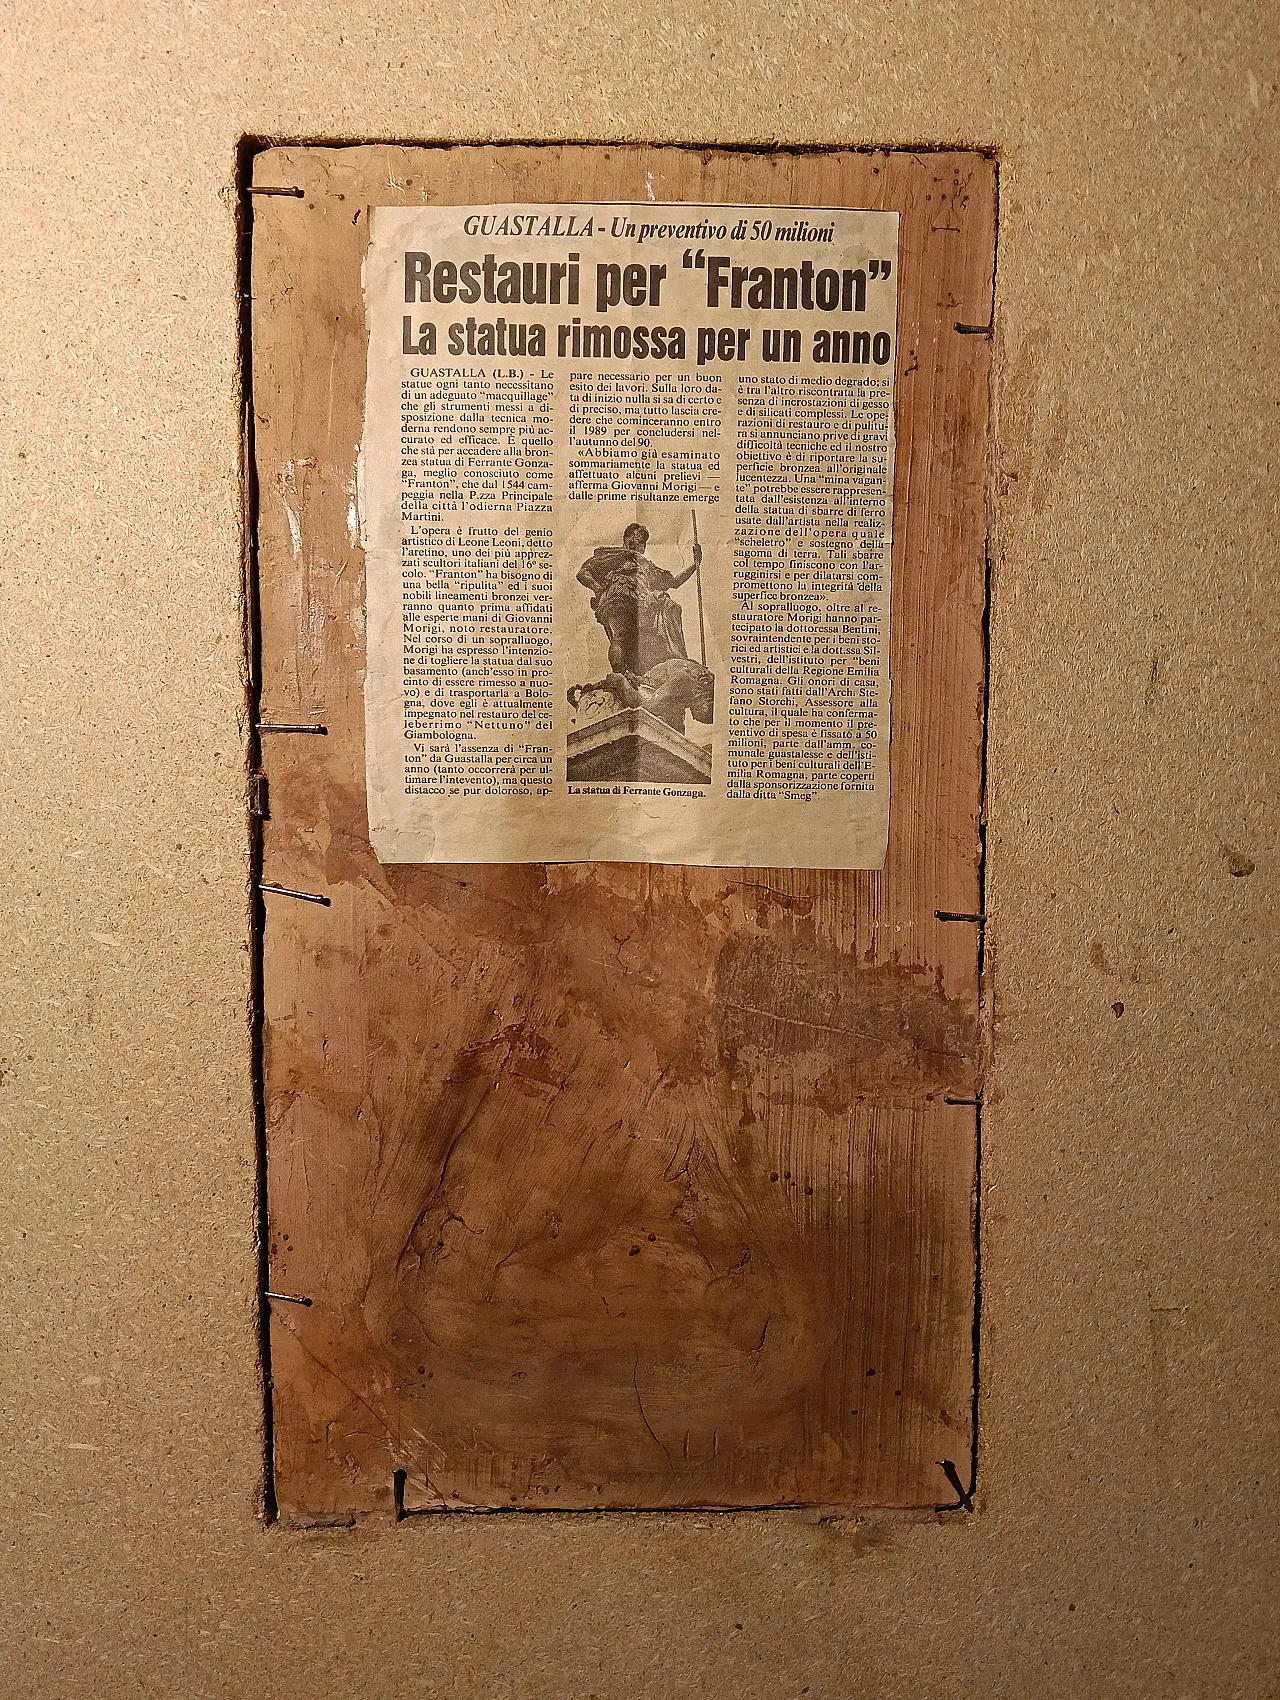 GUASTALLA - Un preventivo di 50 milioni
Restauri per “Franton”
La statua rimossa per un anno
GUASTALLA (L.B.) - Le
statue ogni tanto necessitano
di un adeguato “macquillage”
che gli strumenti messi a di-
sposizione dalla tecnica mo-
derna rendono sempre più ac-
curato ed efficace. È quello
che stà per accadere alla bron-
zea statua di Ferrante Gonza-
ga, meglio conosciuto come
“Franton”, che dal 1544 cam-
peggia nella P.zza Principale
della città l'odierna Piazza
Martini.
L'opera è frutto del genio
artistico di Leone Leoni, detto
l'aretino, uno dei più apprez-
zati scultori italiani del 16º se-
colo. “Franton” ha bisogno di
una bella “ripulita” ed i suoi
nobili lineamenti bronzei ver-
ranno quanto prima affidati
alle esperte mani di Giovanni
Morigi, noto restauratore.
Nel corso di un sopralluogo,
Morigi ha espresso l'intenzio-
ne di togliere la statua dal suo
basamento (anch'esso in pro-
cinto di essere rimesso a nuo-
vo) e di trasportarla a Bolo-
gna, dove egli è attualmente
impegnato nel restauro del ce-
leberrimo “Nettuno” del
Giambologna.
Vi sarà l'assenza di “Fran-
ton” da Guastalla per circa un
anno (tanto occorrerà per ul-
timare l'intevento), ma questo
distacco se pur doloroso, ap-
pare necessario per un buon
esito dei lavori. Sulla loro da-
ta di inizio nulla si sa di certo e
di preciso, ma tutto lascia cre-
dere che cominceranno entro
il 1989 per concludersi nel-
l'autunno del 90.
«Abbiamo già esaminato
sommariamente la statua ed
affettuato alcuni prelievi —
afferma Giovanni Morigi — e
dalle prime risultanze emerge
La statua di Ferrante Gonzaga.
uno stato di medio degrado; si
è tra l'altro riscontrata la pre-
senza di incrostazioni di gesso
e di silicati complessi. Le ope-
razioni di restauro e di pulitu-
ra si annunciano prive di gravi
difficoltà tecniche ed il nostro
obiettivo è di riportare la su-
perficie bronzea all'originale
lucentezza. Una “mina vagan-
te” potrebbe essere rappresen-
tata dall'esistenza all'interno
della statua di sbarre di ferro
usate dall'artista nella realiz-
zazione dell'opera quale
“scheletro” e sostegno della
sagoma di terra. Tali sbarre
col tempo finiscono con l'ar-
rugginirsi e per dilatarsi com-
promettono la integrità della
superfice bronzea».
Al sopralluogo, oltre al re-
stauratore Morigi hanno par-
tecipato la dottoressa Bentini,
sovraintendente per i beni sto-
rici ed artistici e la dott.ssa Sil-
vestri, dell'istituto per “beni
culturali della Regione Emilia
Romagna. Gli onori di casa,
sono stati fatti dall'Arch. Ste-
fano Storchi, Assessore alla
cultura, il quale ha conferma-
to che per il momento il pre-
ventivo di spesa è fissato a 50
milioni, parte dall'amm. co-
munale guastalesse e dell'isti-
tuto per i beni culturali dell'E-
milia Romagna, parte coperti
dalla sponsorizzazione fornita
dalla ditta “Smeg”.